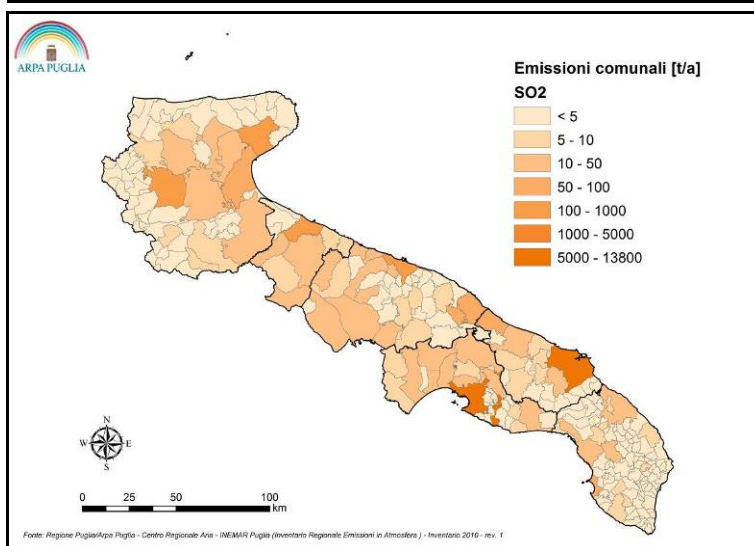 ARPA PUGLIA
Emissioni comunali [t/a]
SO2
< 5
5 - 10
10 - 50
50 - 100
100 - 1000
1000 - 5000
5000 - 13800
N
W E
S
0 25 50 100
km
Fonte: Regione Puglia/Arpa Puglia - Centro Regionale Aria - INEMAR Puglia (Inventario Regionale Emissioni in Atmosfera ) - Inventario 2010 - rev. 1